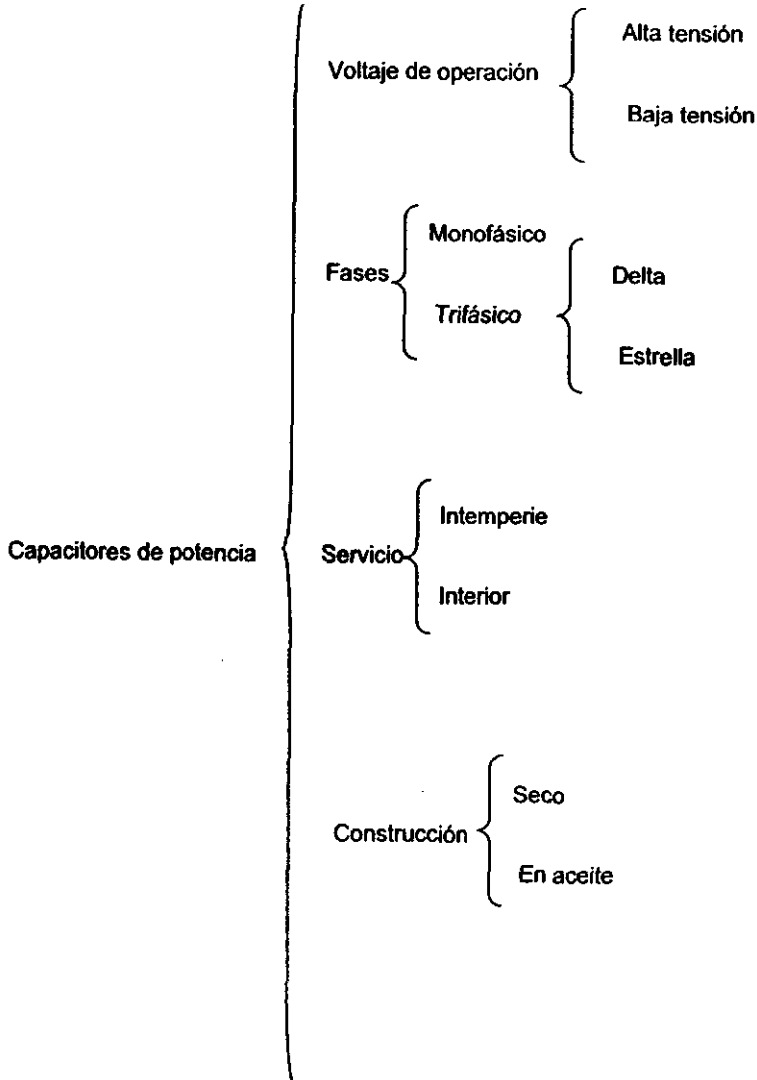 Alta tensión
Voltaje de operación
Baja tensión
Monofásico
Fases
Delta
Trifásico
Estrella
Intemperie
Capacitores de potencia
Servicio
Interior
Seco
Construcción
En aceite